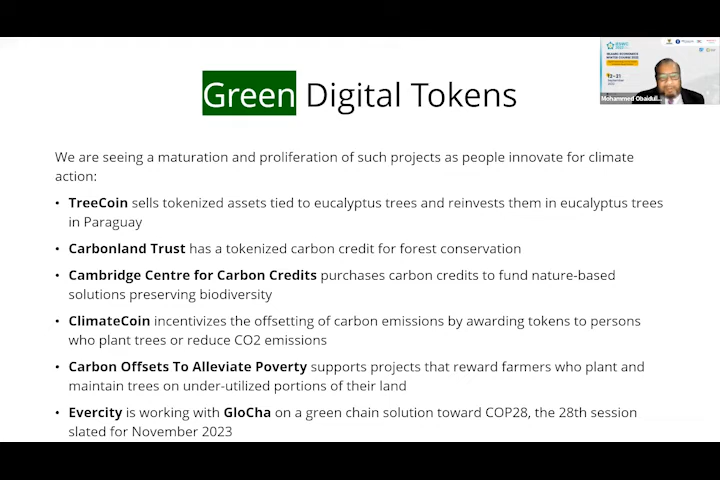 Green Digital Tokens
Mohammed Obaidul...
We are seeing a maturation and proliferation of such projects as people innovate for climate
action:
• TreeCoin sells tokenized assets tied to eucalyptus trees and reinvests them in eucalyptus trees
in Paraguay
• Carbonland Trust has a tokenized carbon credit for forest conservation
• Cambridge Centre for Carbon Credits purchases carbon credits to fund nature-based
solutions preserving biodiversity
• ClimateCoin incentivizes the offsetting of carbon emissions by awarding tokens to persons
who plant trees or reduce CO2 emissions
• Carbon Offsets To Alleviate Poverty supports projects that reward farmers who plant and
maintain trees on under-utilized portions of their land
• Evercity is working with GloCha on a green chain solution toward COP28, the 28th session
slated for November 2023